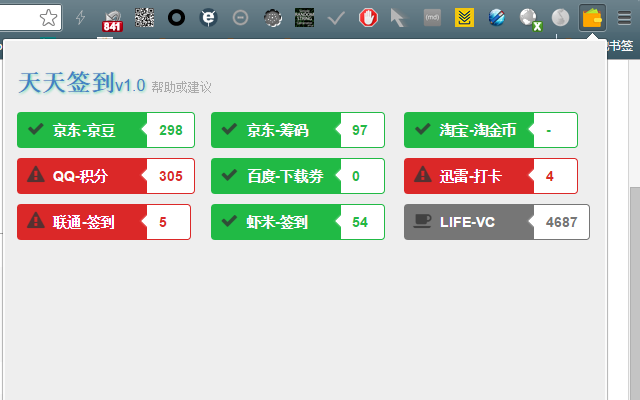 841
[md]
书签
天天签到v1.0 帮助或建议
京东-京豆 298 京东-筹码 97 淘宝-淘金币 -
QQ-积分 305 百度-下载券 0 迅雷-打卡 4
联通-签到 5 虾米-签到 54 LIFE-VC 4687